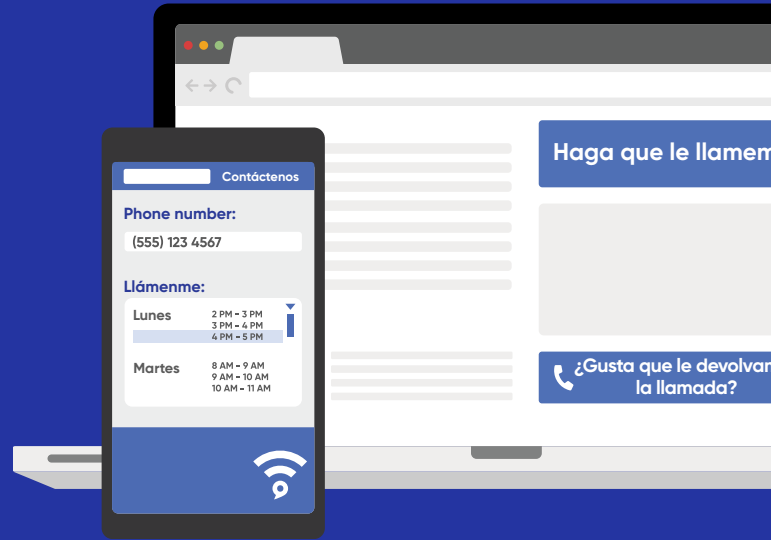 Haga que le llamem
Contáctenos
Phone number:
(555) 123 4567
Llámenme:
Lunes
2 PM - 3 PM
3 PM - 4 PM
4 PM - 5 PM
Martes
8 AM - 9 AM
9 AM - 10 AM
10 AM - 11 AM
¿Gusta que le devolvan
la llamada?